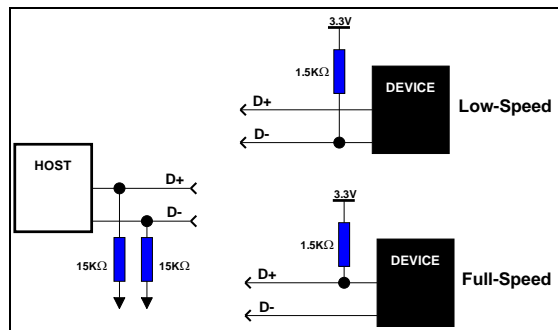 HOST
D+
D-
15KΩ
15KΩ
3.3V
1.5KΩ
D+
D-
DEVICE
Low-Speed
3.3V
1.5KΩ
D+
D-
DEVICE
Full-Speed